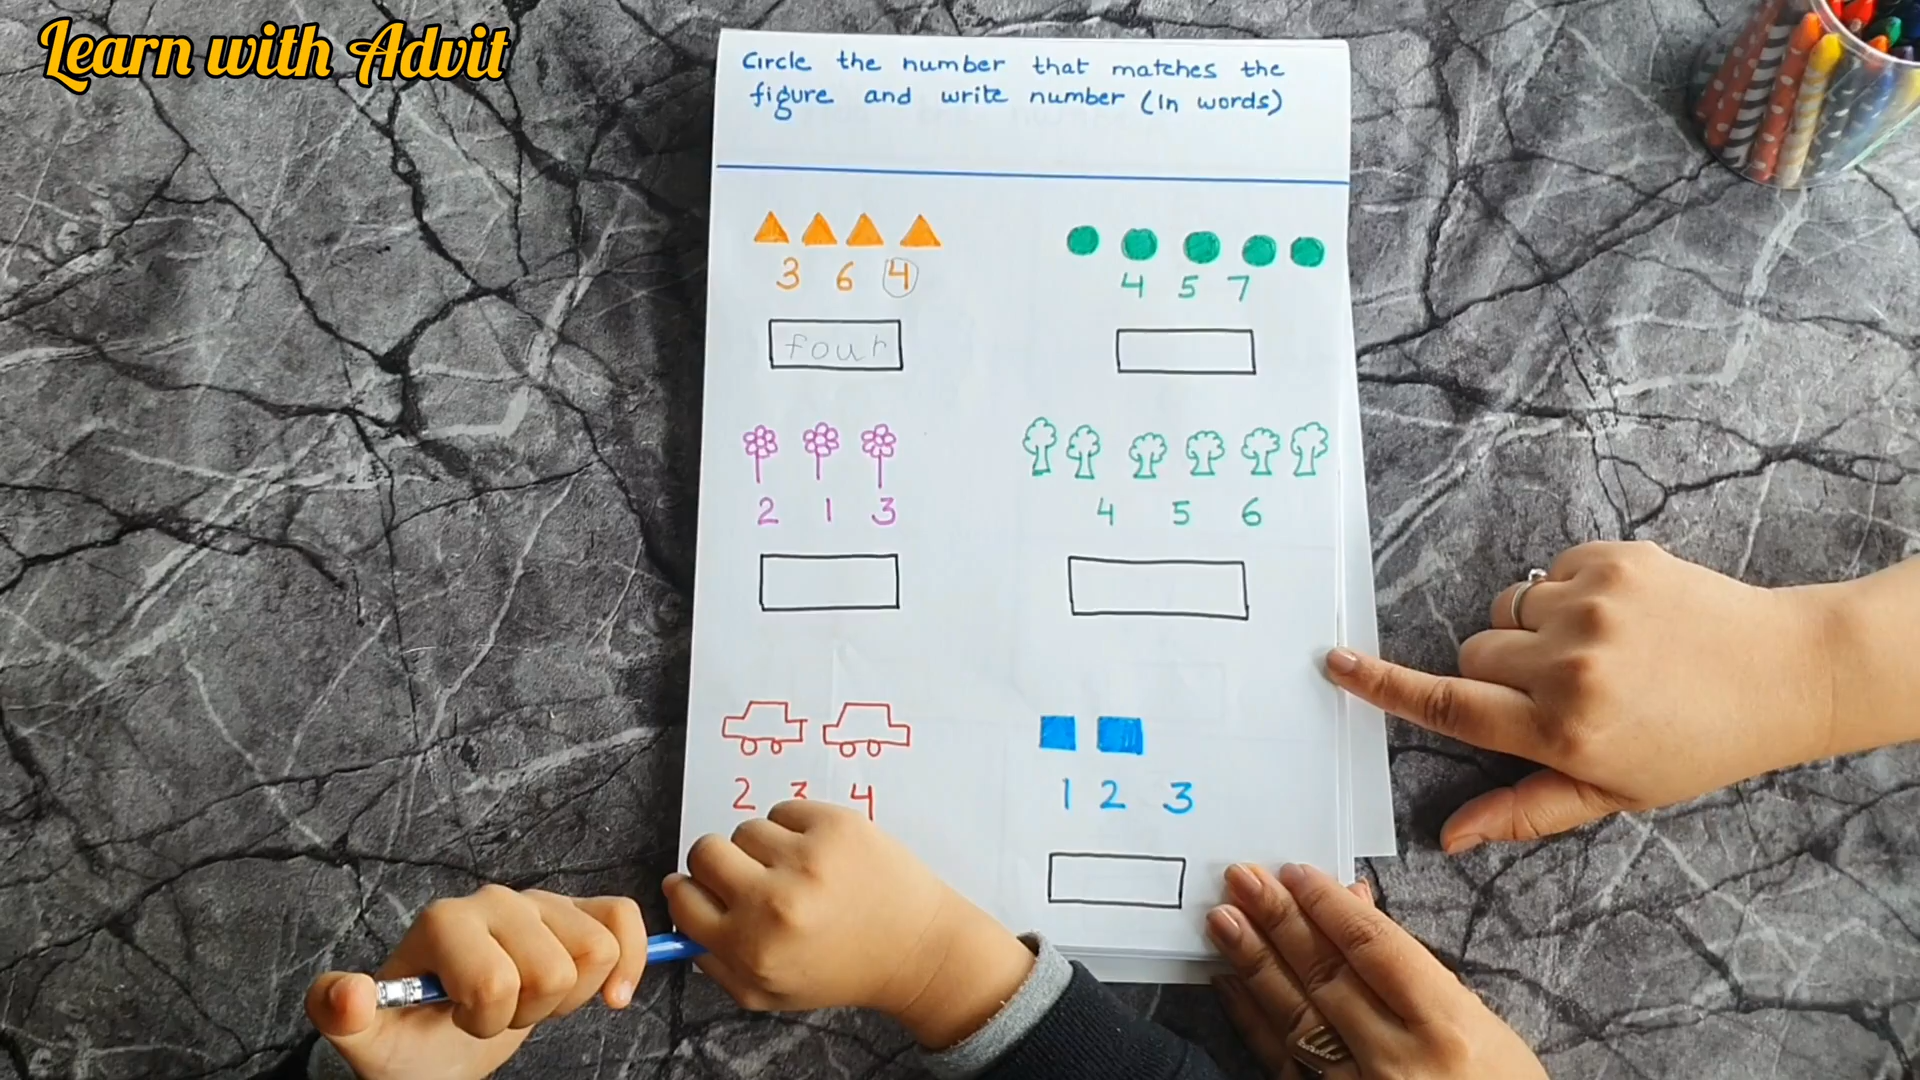 Learn with Advit
Circle the number that matches the
figure and write number (In words)
3 6 4
four
4 5 7
2 1 3
4 5 6
2 3 4
1 2 3